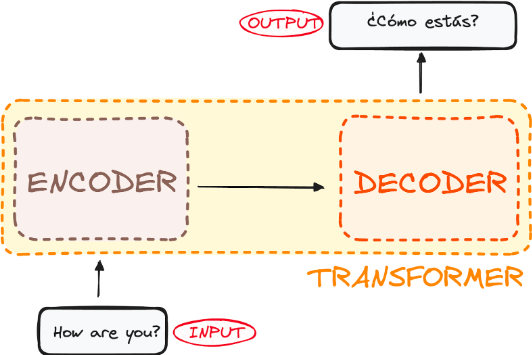 OUTPUT
¿Cómo estás?
ENCODER
DECODER
TRANSFORMER
How are you?
INPUT